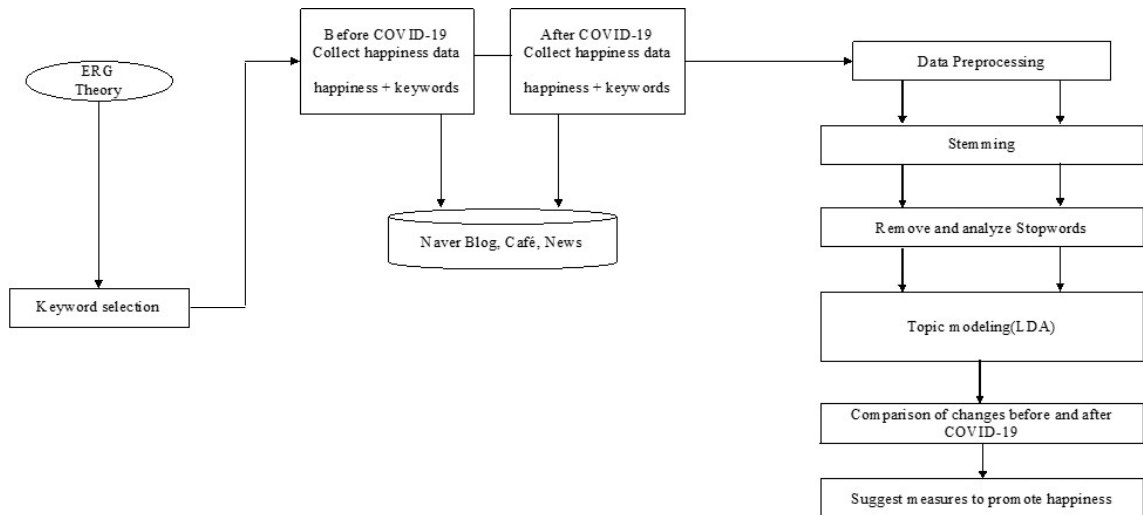 ERG
Theory
Keyword selection
Before COVID-19
Collect happiness data
happiness + keywords
After COVID-19
Collect happiness data
happiness + keywords
Naver Blog, Café, News
Data Preprocessing
Stemming
Remove and analyze Stopwords
Topic modeling(LDA)
Comparison of changes before and after
COVID-19
Suggest measures to promote happiness